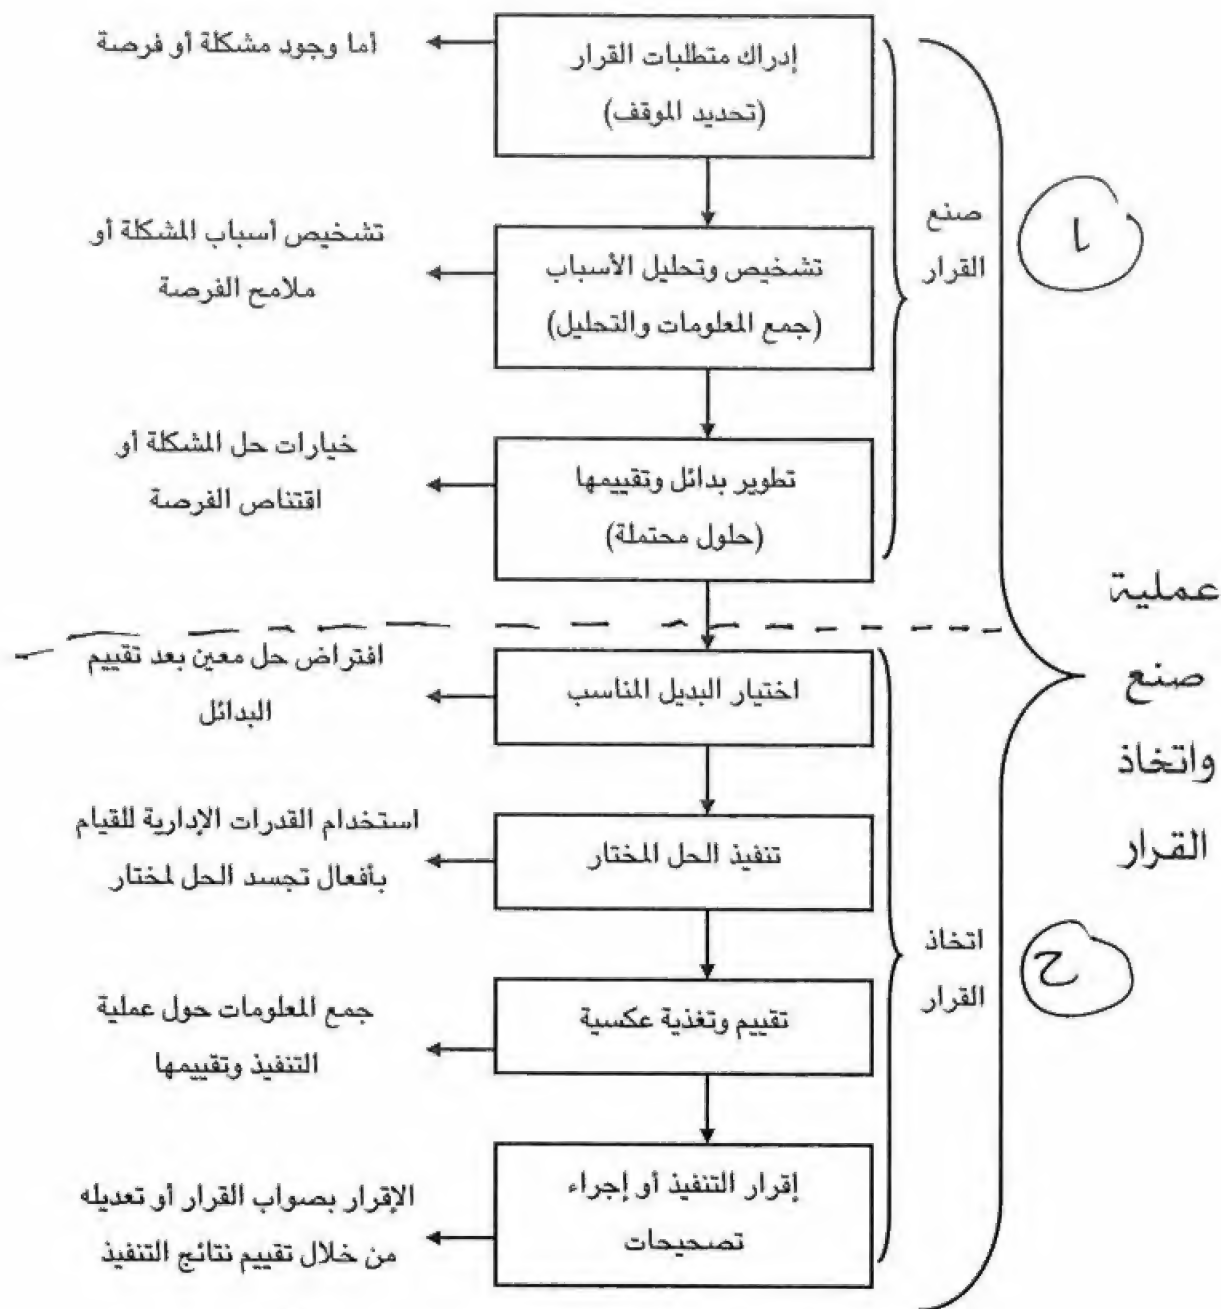 إدراك متطلبات القرار
(تحديد الموقف)
أما وجود مشكلة أو فرصة
تشخيص وتحليل الأسباب
(جمع المعلومات والتحليل)
تشخيص أسباب المشكلة أو
ملامح الفرصة
تطوير بدائل وتقييمها
(حلول محتملة)
خيارات حل المشكلة أو
اقتناص الفرصة
صنع
القرار
اختيار البديل المناسب
افتراض حل معين بعد تقييم
البدائل
تنفيذ الحل المختار
استخدام القدرات الإدارية للقيام
بأفعال تجسد الحل لمختار
تقييم وتغذية عكسية
جمع المعلومات حول عملية
التنفيذ وتقييمها
إقرار التنفيذ أو إجراء
تصحيحات
الإقرار بصواب القرار أو تعديله
من خلال تقييم نتائج التنفيذ
اتخاذ
القرار
عملية
صنع
واتخاذ
القرار